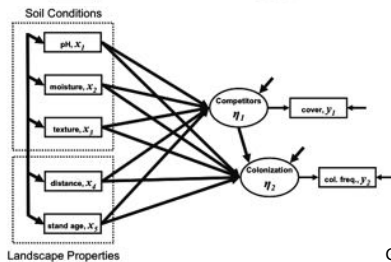 Soil Conditions
pH, x1
moisture, x2
texture, x3
distance, x4
stand age, x5
Landscape Properties
Competitors
η1
cover, y1
Colonization
η2
col. freq., y2